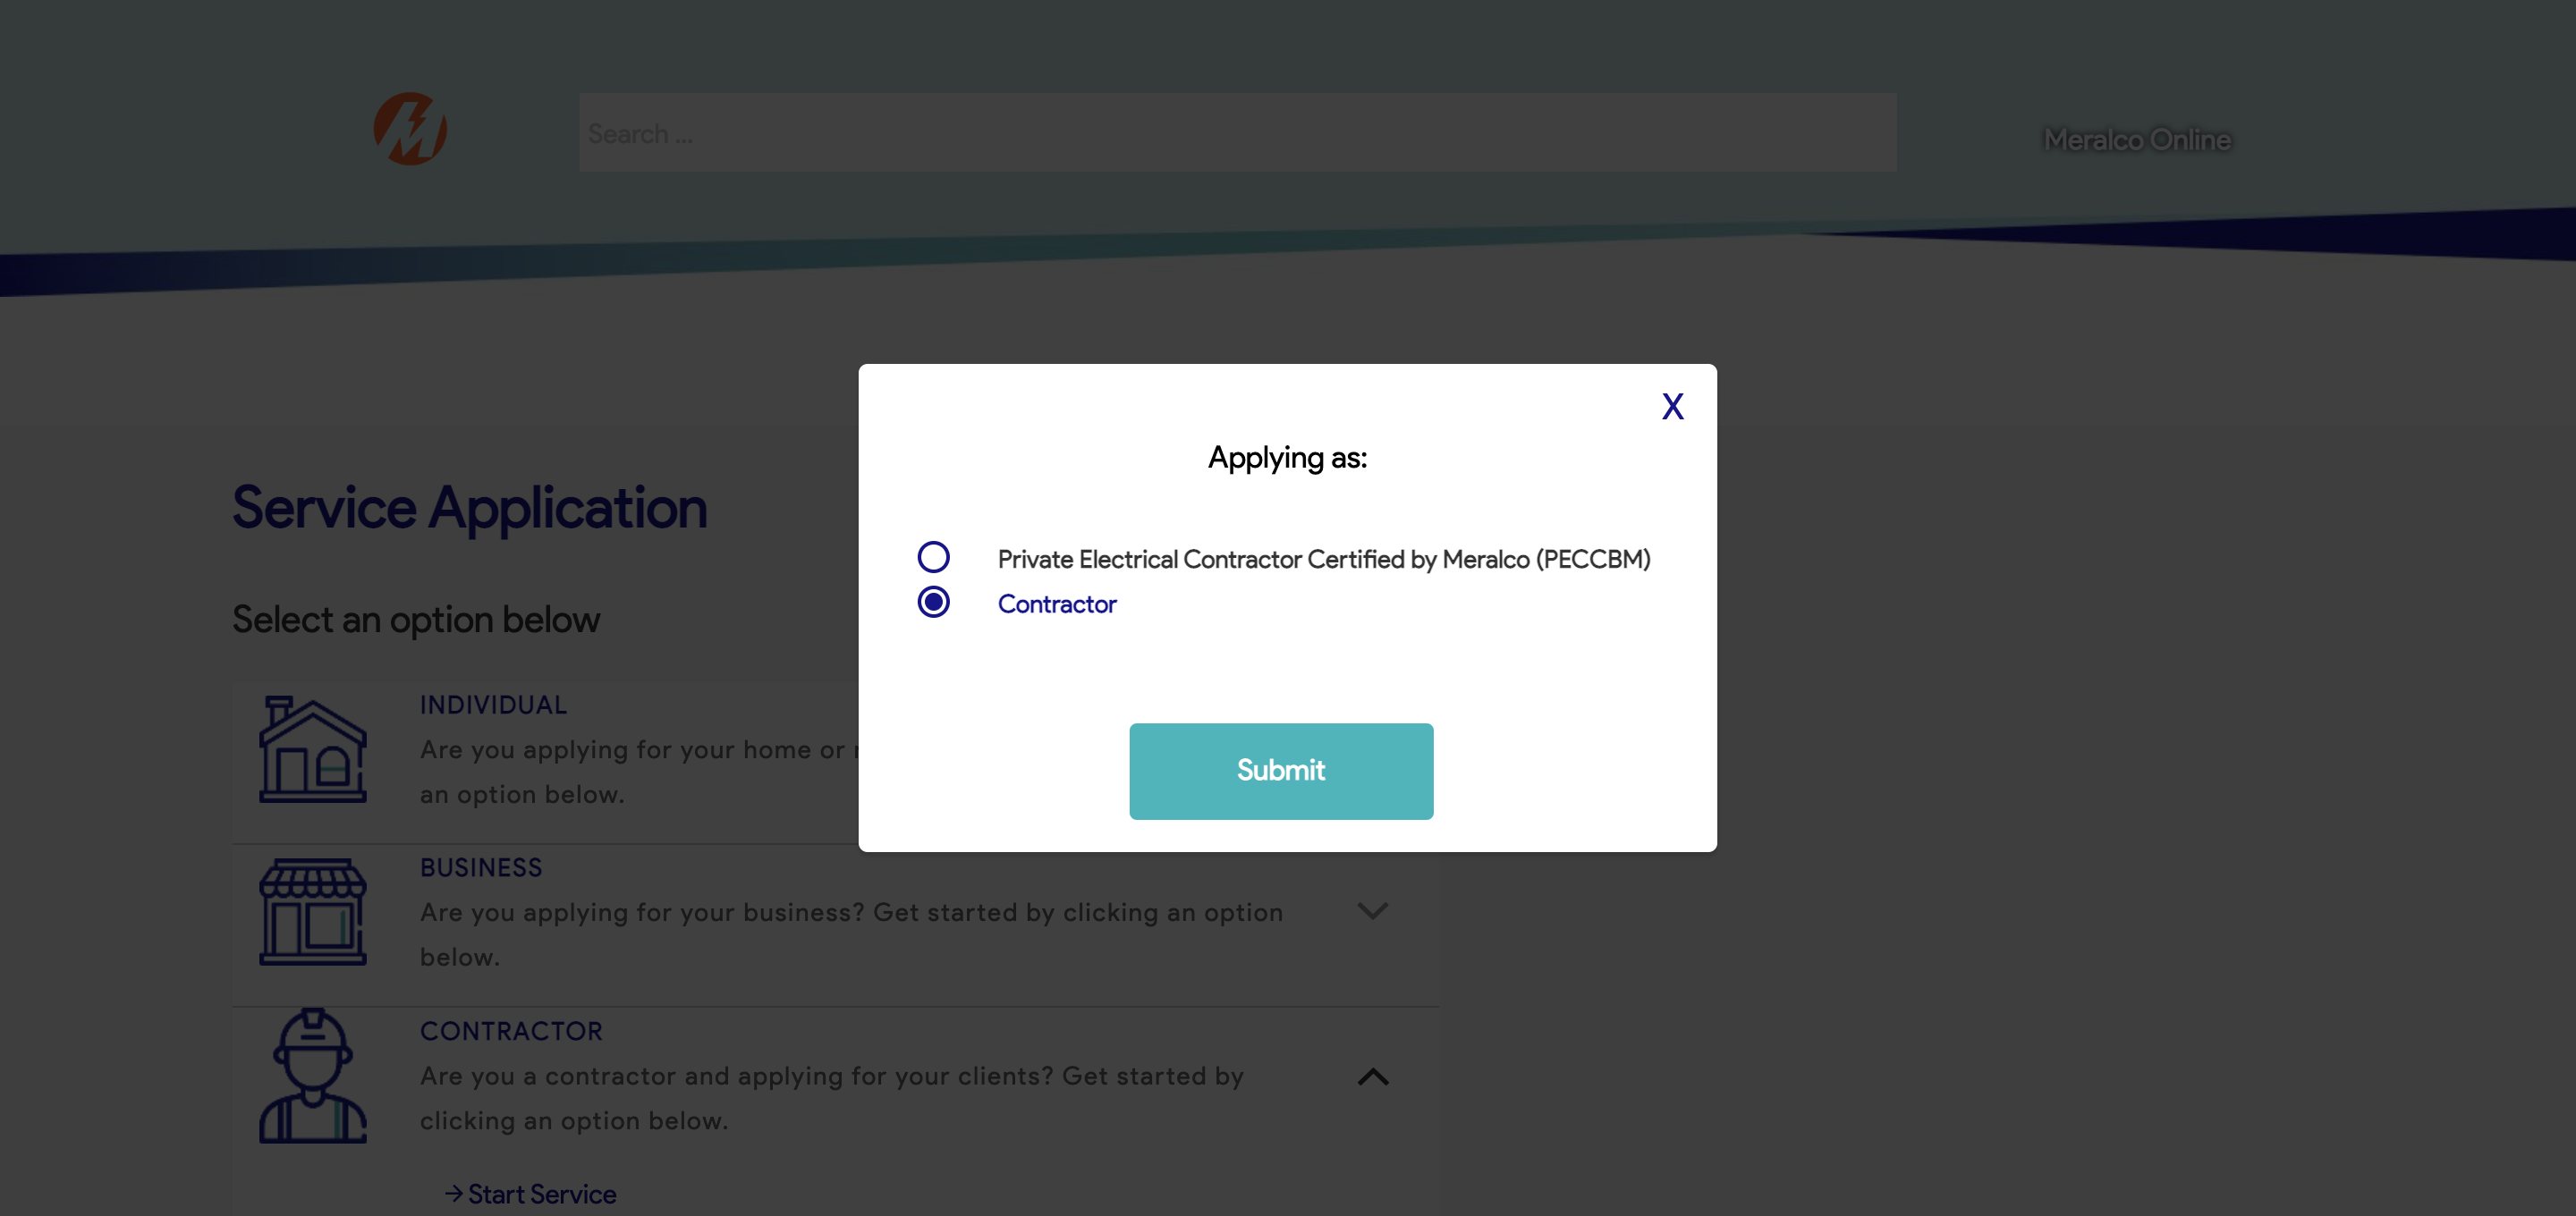 Search ...
Meralco Online
X
Applying as:
Private Electrical Contractor Certified by Meralco (PECCBM)
Contractor
Submit
Service Application
Select an option below
INDIVIDUAL
Are you applying for your home or
an option below.
BUSINESS
Are you applying for your business? Get started by clicking an option
below.
CONTRACTOR
Are you a contractor and applying for your clients? Get started by
clicking an option below.
→ Start Service